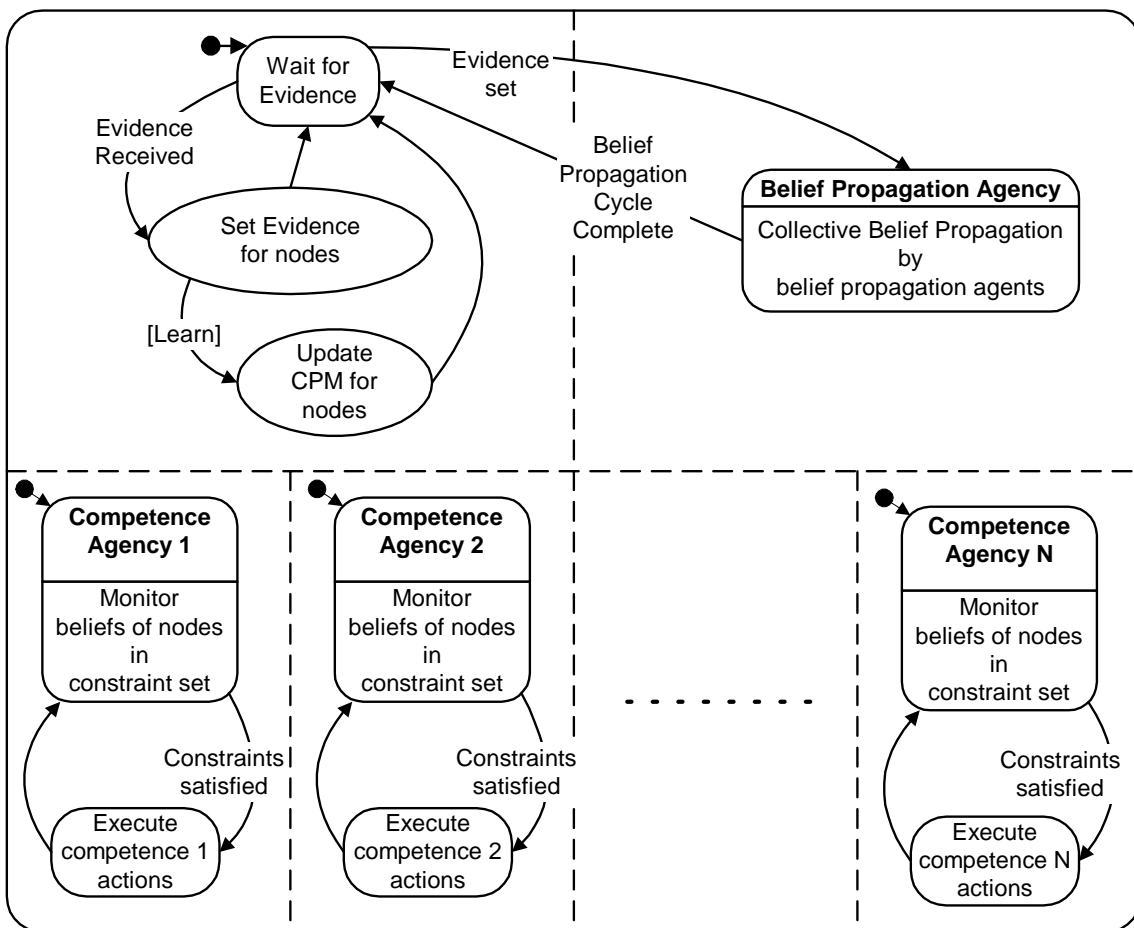 Wait for
Evidence
Evidence
set
Evidence
Received
Belief
Propagation
Cycle
Complete
Belief Propagation Agency
Collective Belief Propagation
by
belief propagation agents
Set Evidence
for nodes
[Learn]
Update
CPM for
nodes
Competence
Agency 1
Monitor
beliefs of nodes
in
constraint set
Constraints
satisfied
Execute
competence 1
actions
Competence
Agency 2
Monitor
beliefs of nodes
in
constraint set
Constraints
satisfied
Execute
competence 2
actions
. . . . . . . .
Competence
Agency N
Monitor
beliefs of nodes
in
constraint set
Constraints
satisfied
Execute
competence N
actions